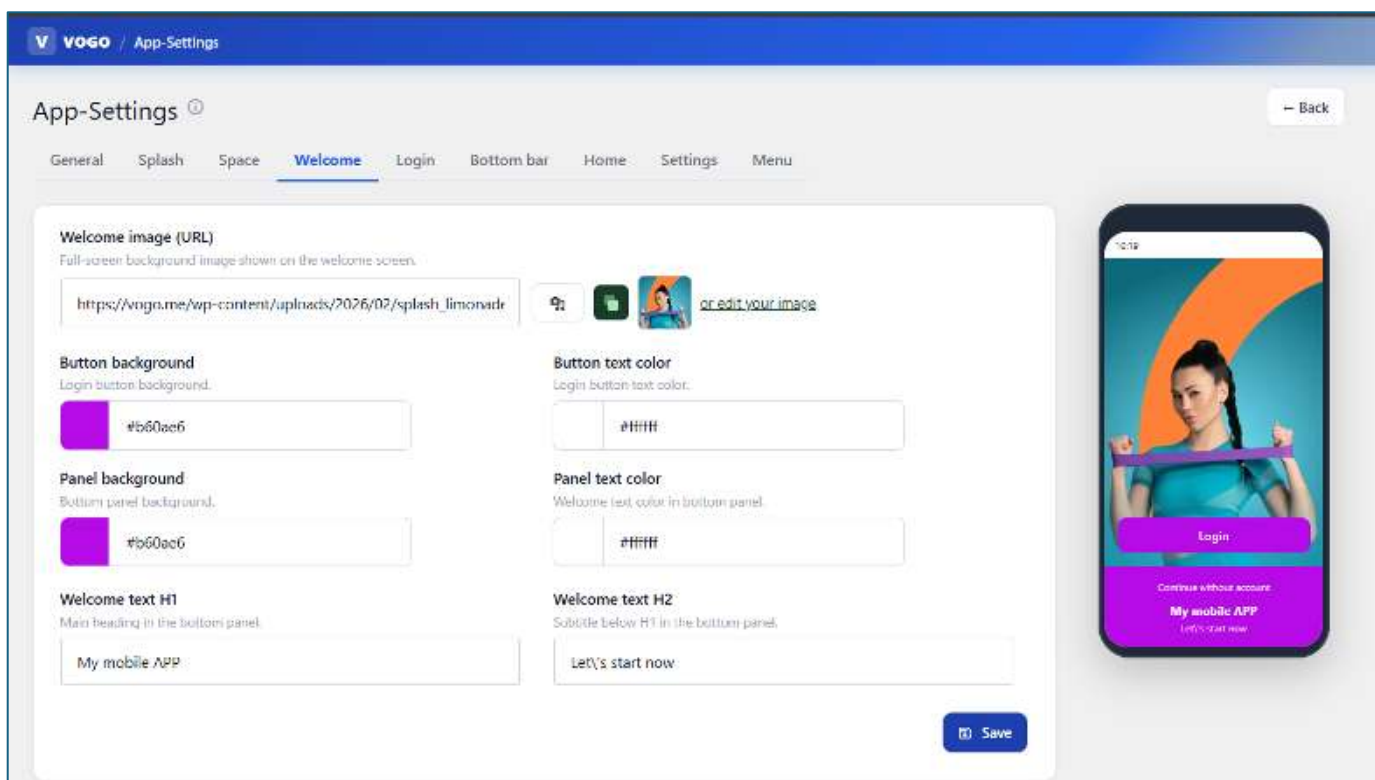 V VOGO / App-Settings
App-Settings
← Back
General Splash Space Welcome Login Bottom bar Home Settings Menu
Welcome image (URL)
Full-screen background image shown on the welcome screen.
https://vogo.me/wp-content/uploads/2026/02/splash_limonade
or edit your image
Button background
Login button background.
#b60ae6
Button text color
Login button text color.
#ffffff
Panel background
Bottom panel background.
#b60ae6
Panel text color
Welcome text color in bottom panel.
#ffffff
Welcome text H1
Main heading in the bottom panel.
My mobile APP
Welcome text H2
Subtitle below H1 in the bottom panel.
Let\'s start now
Save
Login
Continue without account
My mobile APP
Let\'s start now